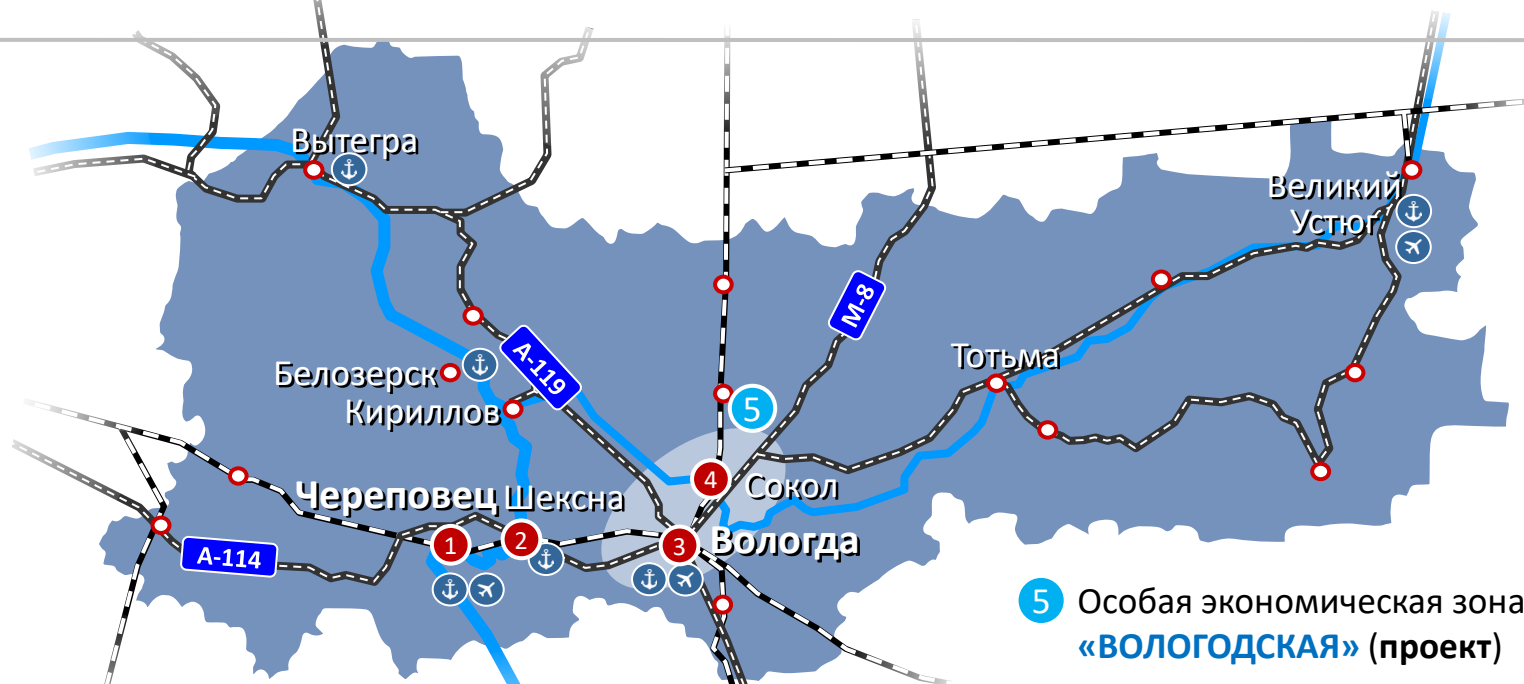 Вытегра
Великий
Устюг
М-8
А-119
Тотьма
Белозерск
Кириллов
5
4
Сокол
Череповец
Шексна
1
2
3
Вологда
А-114
5 Особая экономическая зона
«ВОЛОГОДСКАЯ» (проект)